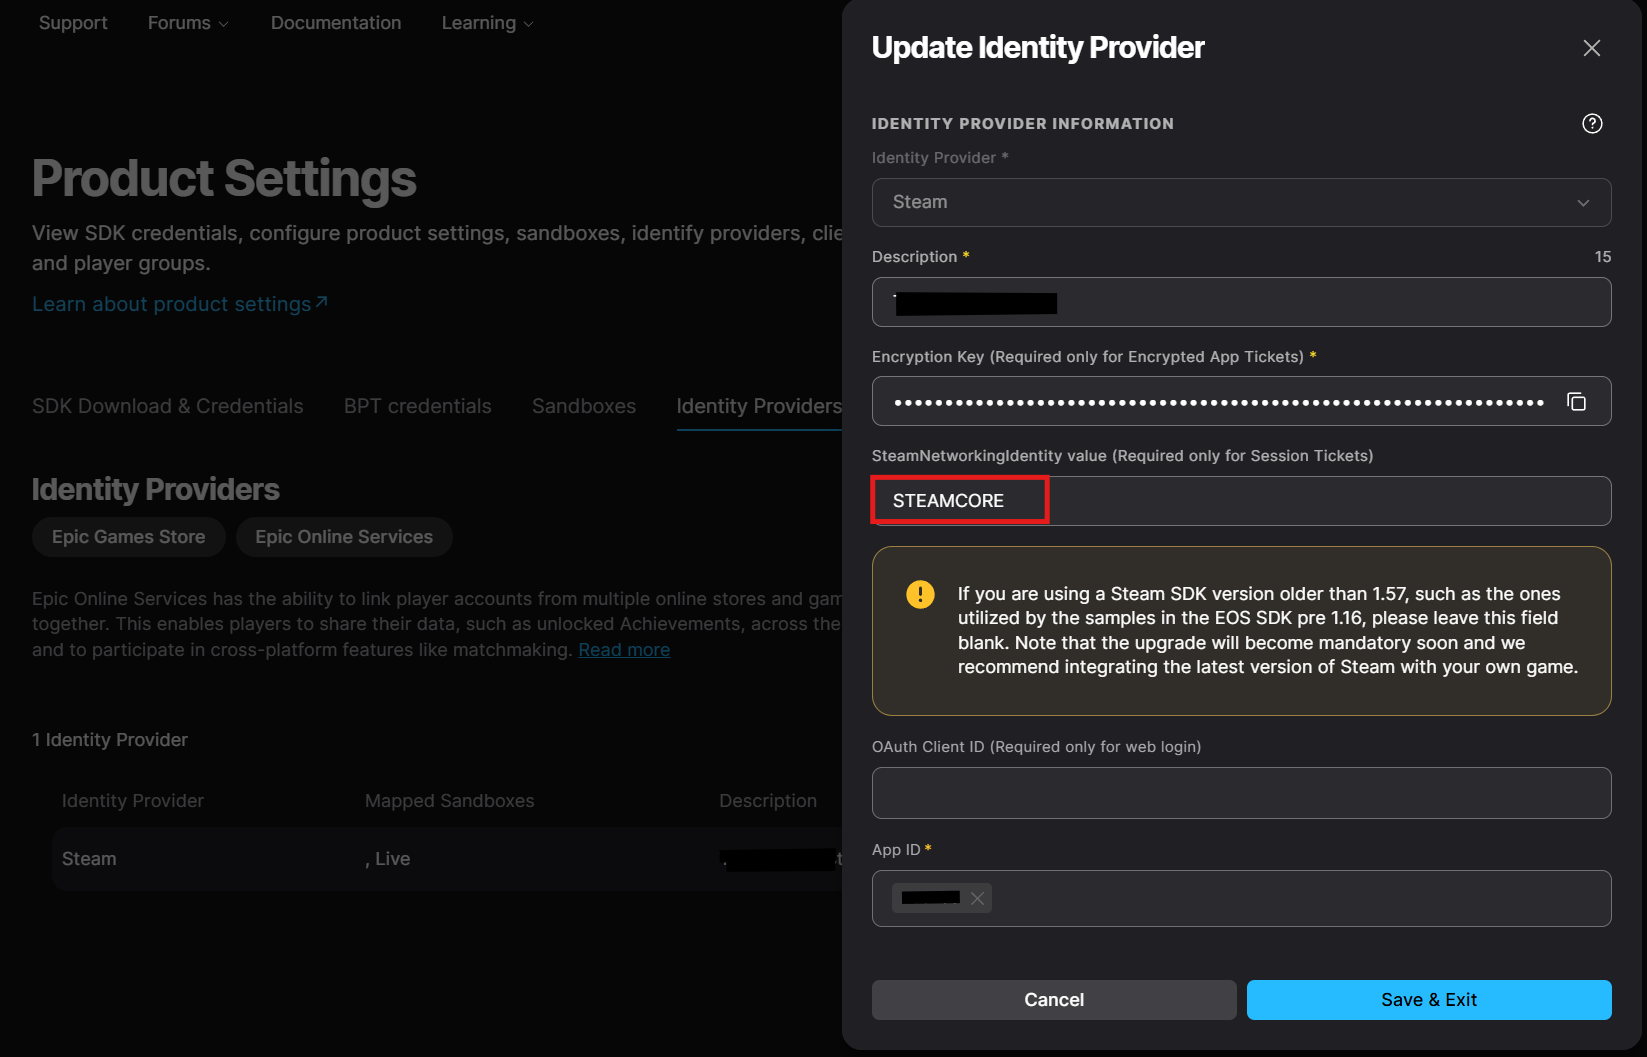 Support Forums Documentation Learning
Product Settings
View SDK credentials, configure product settings, sandboxes, identify providers, clie
and player groups.
Learn about product settings↗
SDK Download & Credentials BPT credentials Sandboxes Identity Providers
Identity Providers
Epic Games Store Epic Online Services
Epic Online Services has the ability to link player accounts from multiple online stores and gam
together. This enables players to share their data, such as unlocked Achievements, across the
and to participate in cross-platform features like matchmaking. Read more
1 Identity Provider
Identity Provider Mapped Sandboxes Description
Steam , Live
Update Identity Provider
IDENTITY PROVIDER INFORMATION
Identity Provider *
Steam
Description * 15
Encryption Key (Required only for Encrypted App Tickets) *
SteamNetworkingIdentity value (Required only for Session Tickets)
STEAMCORE
If you are using a Steam SDK version older than 1.57, such as the ones
utilized by the samples in the EOS SDK pre 1.16, please leave this field
blank. Note that the upgrade will become mandatory soon and we
recommend integrating the latest version of Steam with your own game.
OAuth Client ID (Required only for web login)
App ID *
Cancel Save & Exit